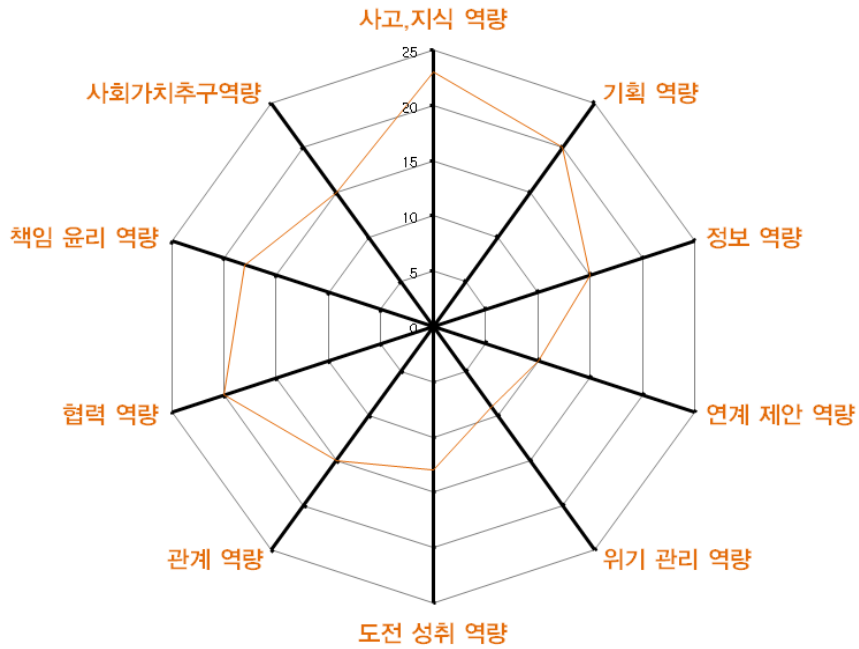 사고,지식 역량
25
사회가치추구역량
기획 역량
20
15
책임 윤리 역량
정보 역량
10
5
0
협력 역량
연계 제안 역량
관계 역량
위기 관리 역량
도전 성취 역량